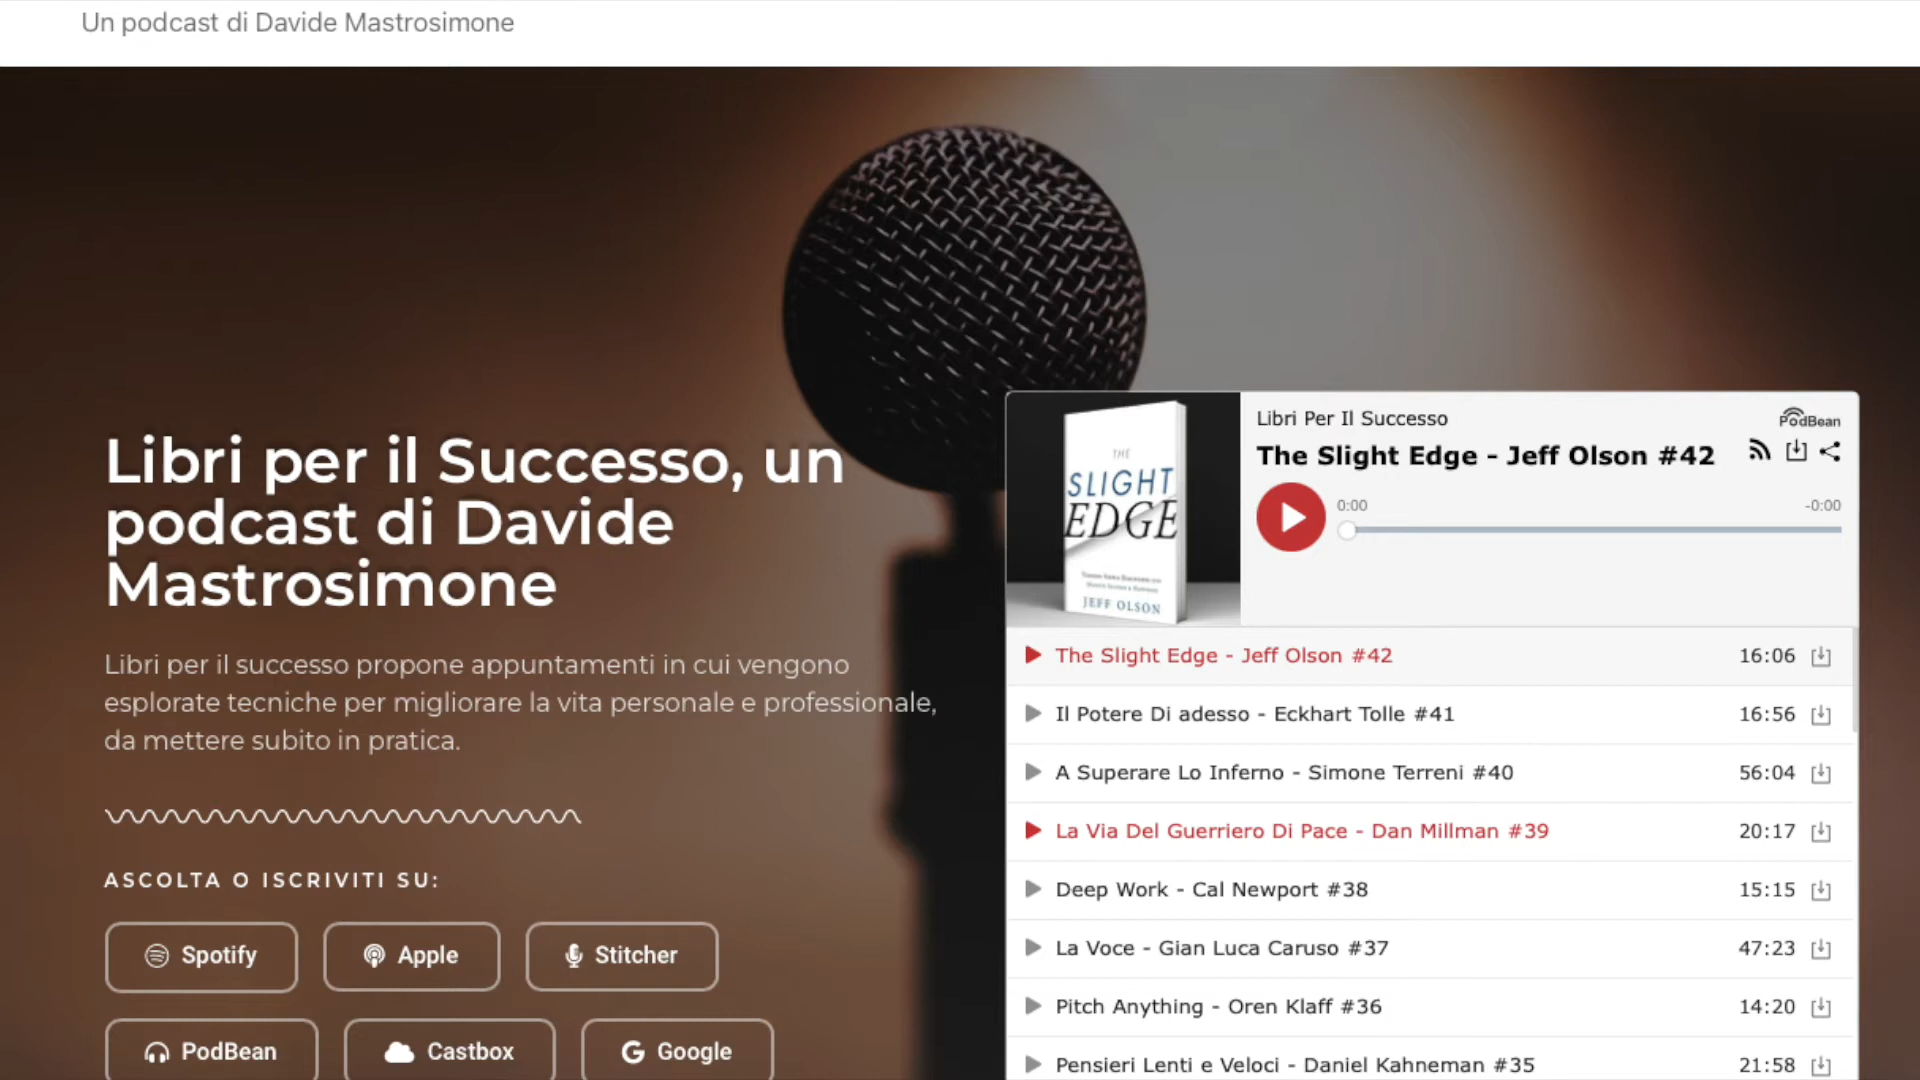 Un podcast di Davide Mastrosimone
Libri per il Successo, un
podcast di Davide
Mastrosimone
Libri per il successo propone appuntamenti in cui vengono
esplorate tecniche per migliorare la vita personale e professionale,
da mettere subito in pratica.
ASCOLTA O ISCRIVITI SU:
Spotify
Apple
Stitcher
PodBean
Castbox
Google
THE
SLIGHT
EDGE
JEFF OLSON
Libri Per Il Successo
PodBean
The Slight Edge - Jeff Olson #42
0:00
-0:00
The Slight Edge - Jeff Olson #42 16:06
Il Potere Di adesso - Eckhart Tolle #41 16:56
A Superare Lo Inferno - Simone Terreni #40 56:04
La Via Del Guerriero Di Pace - Dan Millman #39 20:17
Deep Work - Cal Newport #38 15:15
La Voce - Gian Luca Caruso #37 47:23
Pitch Anything - Oren Klaff #36 14:20
Pensieri Lenti e Veloci - Daniel Kahneman #35 21:58